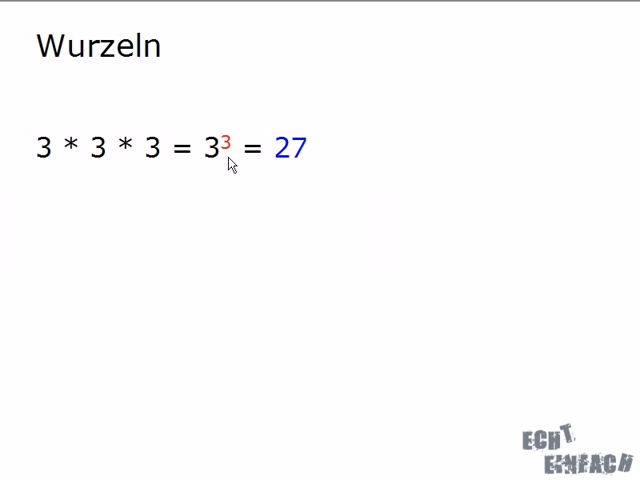 Wurzeln
3 * 3 * 3 = 3³ = 27
ECHT
EINFACH